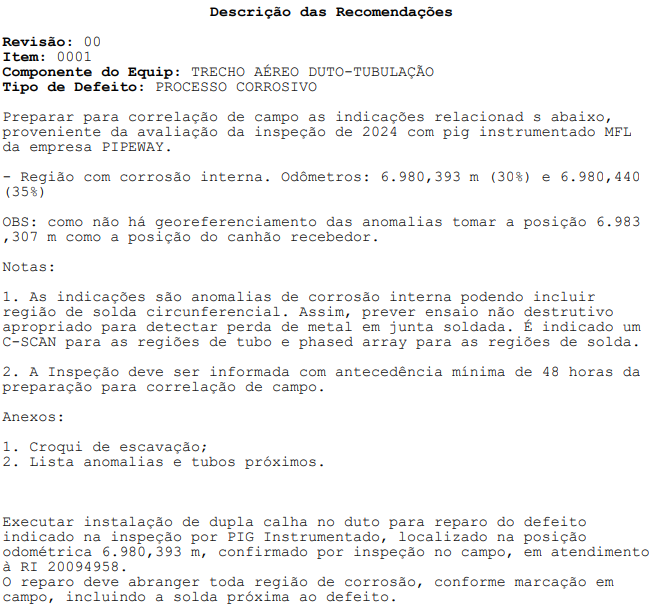 Descrição das Recomendações
Revisão: 00
Item: 0001
Componente do Equip: TRECHO AÉREO DUTO-TUBULAÇÃO
Tipo de Defeito: PROCESSO CORROSIVO
Preparar para correlação de campo as indicações relacionad s abaixo,
proveniente da avaliação da inspeção de 2024 com pig instrumentado MFL
da empresa PIPEWAY.
- Região com corrosão interna. Odômetros: 6.980,393 m (30%) e 6.980,440
(35%)
OBS: como não há georeferenciamento das anomalias tomar a posição 6.983
,307 m como a posição do canhão recebedor.
Notas:
1. As indicações são anomalias de corrosão interna podendo incluir
região de solda circunferencial. Assim, prever ensaio não destrutivo
apropriado para detectar perda de metal em junta soldada. É indicado um
C-SCAN para as regiões de tubo e phased array para as regiões de solda.
2. A Inspeção deve ser informada com antecedência mínima de 48 horas da
preparação para correlação de campo.
Anexos:
1. Croqui de escavação;
2. Lista anomalias e tubos próximos.
Executar instalação de dupla calha no duto para reparo do defeito
indicado na inspeção por PIG Instrumentado, localizado na posição
odométrica 6.980,393 m, confirmado por inspeção no campo, em atendimento
à RI 20094958.
O reparo deve abranger toda região de corrosão, conforme marcação em
campo, incluindo a solda próxima ao defeito.